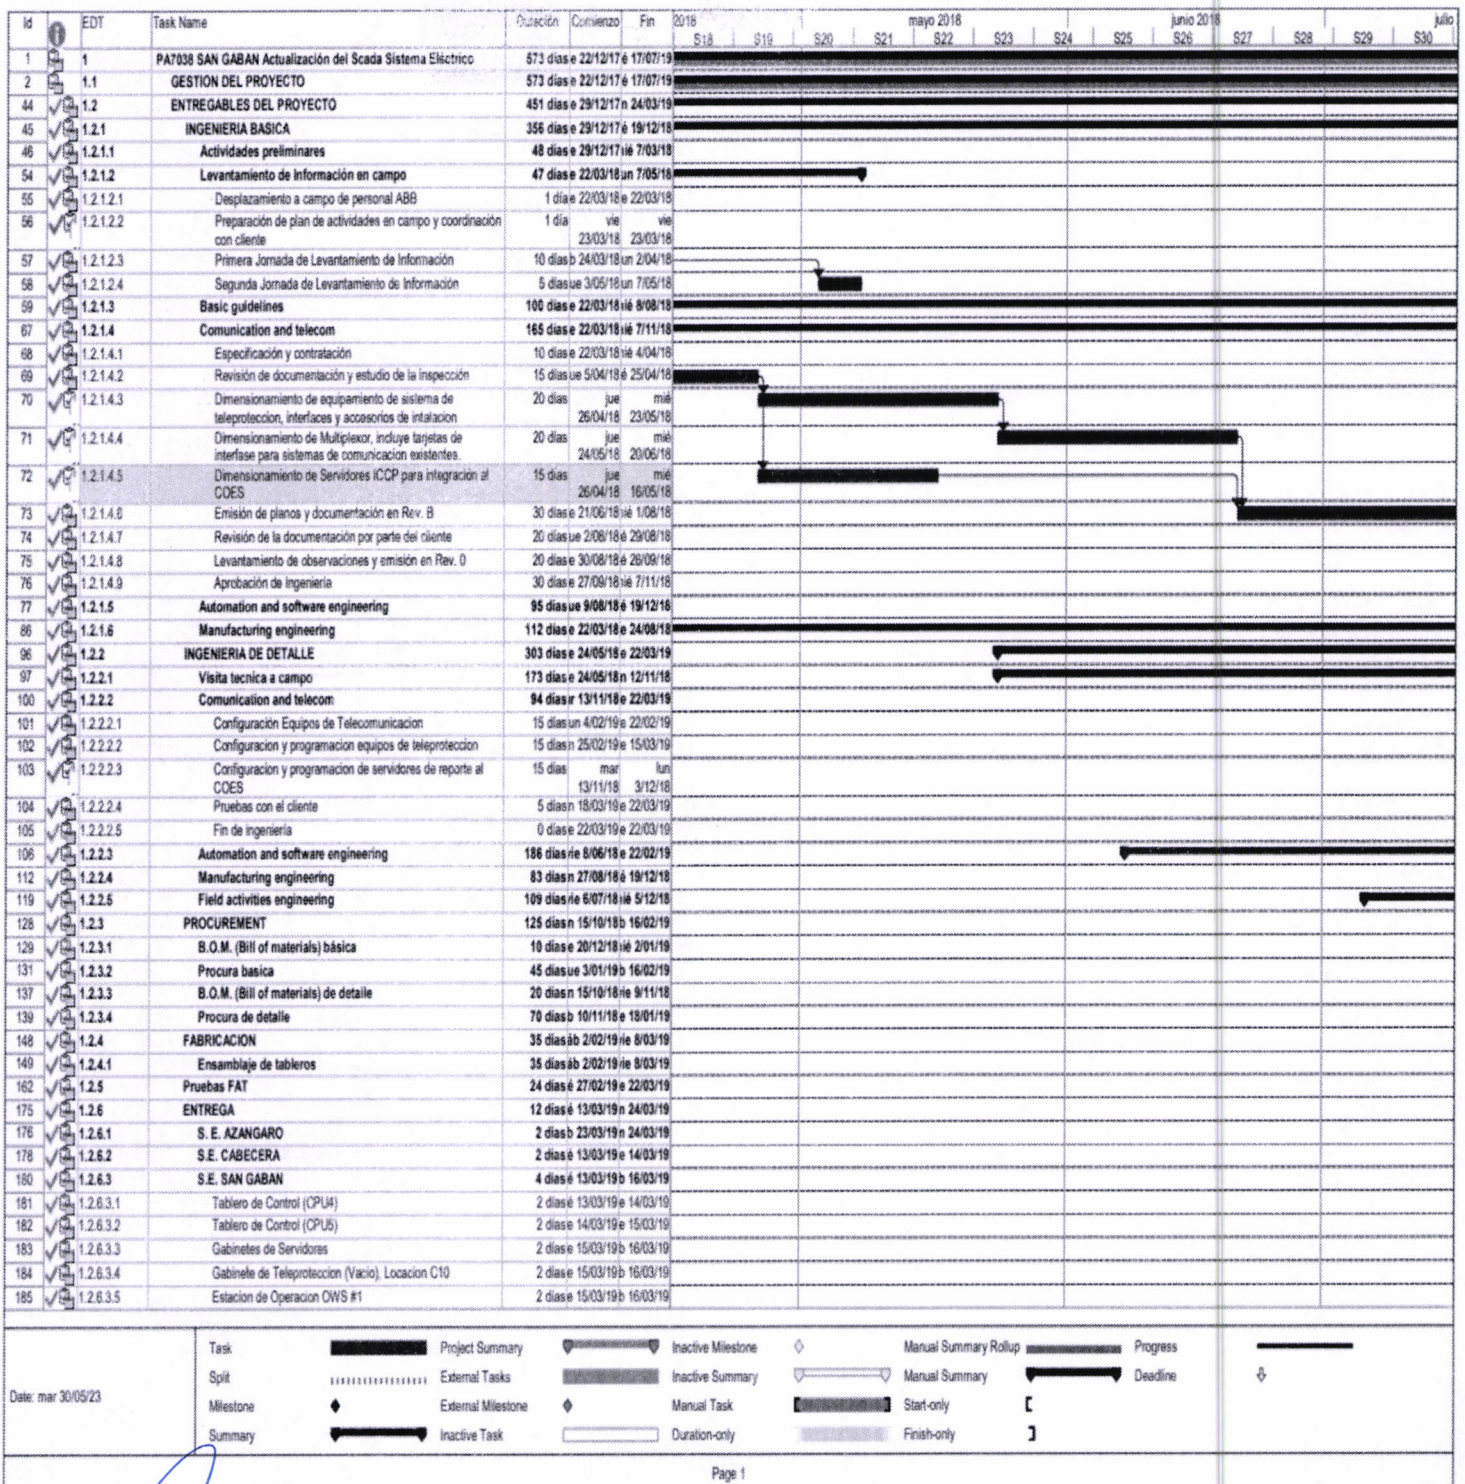 Id EDT Task Name Duración Comienzo Fin 2018 mayo 2018 junio 2018 julio
S18 S19 S20 S21 S22 S23 S24 S25 S26 S27 S28 S29 S30
1 1 PA7038 SAN GABAN Actualización del Scada Sistema Eléctrico 573 días e 22/12/17 é 17/07/19
2 1.1 GESTION DEL PROYECTO 573 días e 22/12/17 é 17/07/19
44 1.2 ENTREGABLES DEL PROYECTO 451 días e 29/12/17 n 24/03/19
45 1.2.1 INGENIERIA BASICA 356 días e 29/12/17 é 19/12/18
46 1.2.1.1 Actividades preliminares 48 días e 29/12/17 ié 7/03/18
54 1.2.1.2 Levantamiento de Información en campo 47 días e 22/03/18 un 7/05/18
55 1.2.1.2.1 Desplazamiento a campo de personal ABB 1 día e 22/03/18 e 22/03/18
56 1.2.1.2.2 Preparación de plan de actividades en campo y coordinación 1 día vie vie
con cliente 23/03/18 23/03/18
57 1.2.1.2.3 Primera Jornada de Levantamiento de Información 10 días b 24/03/18 un 2/04/18
58 1.2.1.2.4 Segunda Jornada de Levantamiento de Información 5 días ue 3/05/18 un 7/05/18
59 1.2.1.3 Basic guidelines 100 días e 22/03/18 ié 8/08/18
67 1.2.1.4 Comunication and telecom 165 días e 22/03/18 ié 7/11/18
68 1.2.1.4.1 Especificación y contratación 10 días e 22/03/18 ié 4/04/18
69 1.2.1.4.2 Revisión de documentación y estudio de la inspección 15 días ue 5/04/18 é 25/04/18
70 1.2.1.4.3 Dimensionamiento de equipamiento de sistema de 20 días jue mié
teleproteccion, interfaces y accesorios de intalacion 26/04/18 23/05/18
71 1.2.1.4.4 Dimensionamiento de Multiplexor, incluye tarjetas de 20 días jue mié
interfase para sistemas de comunicacion existentes. 24/05/18 20/06/18
72 1.2.1.4.5 Dimensionamiento de Servidores ICCP para integración al 15 días jue mié
COES 26/04/18 16/05/18
73 1.2.1.4.6 Emisión de planos y documentación en Rev. B 30 días e 21/06/18 ié 1/08/18
74 1.2.1.4.7 Revisión de la documentación por parte del cliente 20 días ue 2/08/18 é 29/08/18
75 1.2.1.4.8 Levantamiento de observaciones y emisión en Rev. 0 20 días e 30/08/18 é 26/09/18
76 1.2.1.4.9 Aprobación de Ingeniería 30 días e 27/09/18 ié 7/11/18
77 1.2.1.5 Automation and software engineering 95 días ue 9/08/18 é 19/12/18
86 1.2.1.6 Manufacturing engineering 112 días e 22/03/18 e 24/08/18
96 1.2.2 INGENIERIA DE DETALLE 303 días e 24/05/18 e 22/03/19
97 1.2.2.1 Visita tecnica a campo 173 días e 24/05/18 n 12/11/18
100 1.2.2.2 Comunication and telecom 94 días r 13/11/18 e 22/03/19
101 1.2.2.2.1 Configuración Equipos de Telecomunicacion 15 días un 4/02/19 e 22/02/19
102 1.2.2.2.2 Configuracion y programacion equipos de teleproteccion 15 días n 25/02/19 e 15/03/19
103 1.2.2.2.3 Configuracion y programacion de servidores de reporte al 15 días mar lun
COES 13/11/18 3/12/18
104 1.2.2.2.4 Pruebas con el cliente 5 días n 18/03/19 e 22/03/19
105 1.2.2.2.5 Fin de ingeniería 0 días e 22/03/19 e 22/03/19
106 1.2.2.3 Automation and software engineering 186 días ie 8/06/18 e 22/02/19
112 1.2.2.4 Manufacturing engineering 83 días n 27/08/18 é 19/12/18
119 1.2.2.5 Field activities engineering 109 días ie 6/07/18 ié 5/12/18
128 1.2.3 PROCUREMENT 125 días n 15/10/18 b 16/02/19
129 1.2.3.1 B.O.M. (Bill of materials) básica 10 días e 20/12/18 ié 2/01/19
131 1.2.3.2 Procura basica 45 días ue 3/01/19 b 16/02/19
137 1.2.3.3 B.O.M. (Bill of materials) de detalle 20 días n 15/10/18 ie 9/11/18
139 1.2.3.4 Procura de detalle 70 días b 10/11/18 e 18/01/19
148 1.2.4 FABRICACION 35 días áb 2/02/19 ie 8/03/19
149 1.2.4.1 Ensamblaje de tableros 35 días áb 2/02/19 ie 8/03/19
162 1.2.5 Pruebas FAT 24 días é 27/02/19 e 22/03/19
175 1.2.6 ENTREGA 12 días é 13/03/19 n 24/03/19
176 1.2.6.1 S. E. AZANGARO 2 días b 23/03/19 n 24/03/19
178 1.2.6.2 S.E. CABECERA 2 días é 13/03/19 e 14/03/19
180 1.2.6.3 S.E. SAN GABAN 4 días é 13/03/19 b 16/03/19
181 1.2.6.3.1 Tablero de Control (CPU4) 2 días é 13/03/19 e 14/03/19
182 1.2.6.3.2 Tablero de Control (CPU5) 2 días e 14/03/19 e 15/03/19
183 1.2.6.3.3 Gabinetes de Servidores 2 días e 15/03/19 b 16/03/19
184 1.2.6.3.4 Gabinete de Teleproteccion (Vacio), Locacion C10 2 días e 15/03/19 b 16/03/19
185 1.2.6.3.5 Estacion de Operacion OWS #1 2 días e 15/03/19 b 16/03/19
Task Project Summary Inactive Milestone Manual Summary Rollup Progress
Split External Tasks Inactive Summary Manual Summary Deadline
Date: mar 30/05/23
Milestone External Milestone Manual Task Start-only
Summary Inactive Task Duration-only Finish-only
Page 1